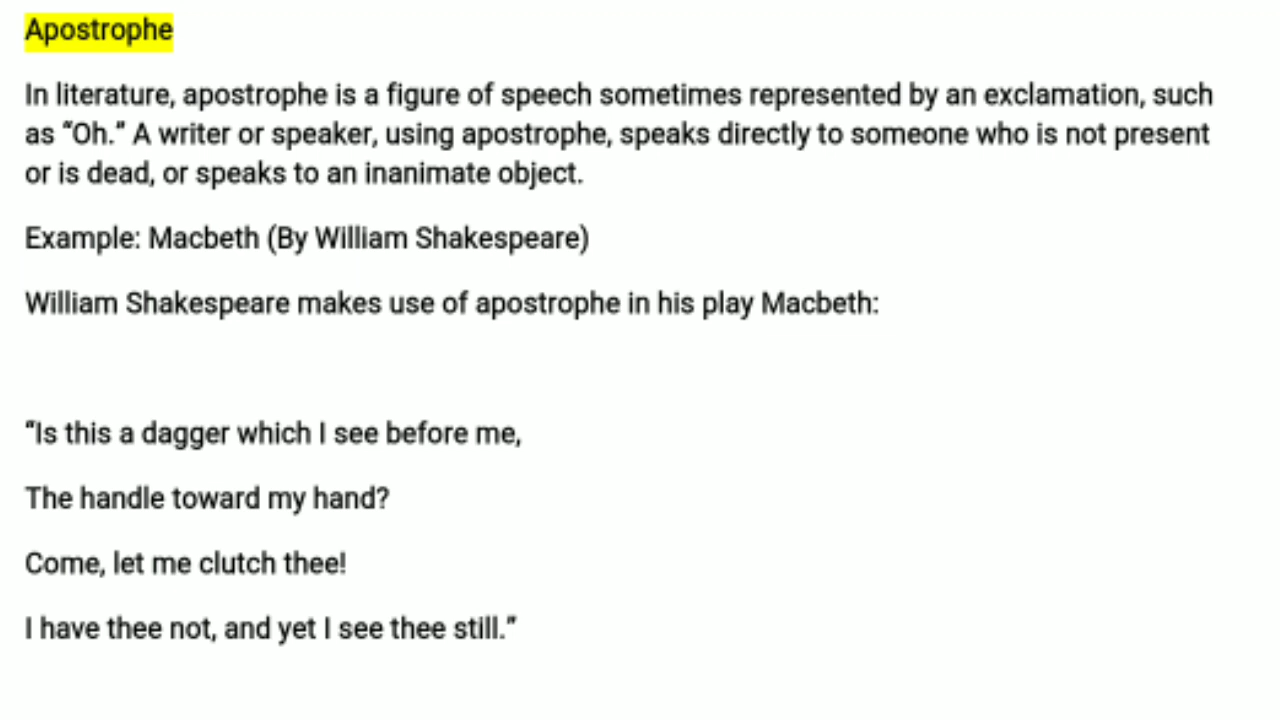 Apostrophe
In literature, apostrophe is a figure of speech sometimes represented by an exclamation, such
as “Oh.” A writer or speaker, using apostrophe, speaks directly to someone who is not present
or is dead, or speaks to an inanimate object.
Example: Macbeth (By William Shakespeare)
William Shakespeare makes use of apostrophe in his play Macbeth:
“Is this a dagger which I see before me,
The handle toward my hand?
Come, let me clutch thee!
I have thee not, and yet I see thee still.”